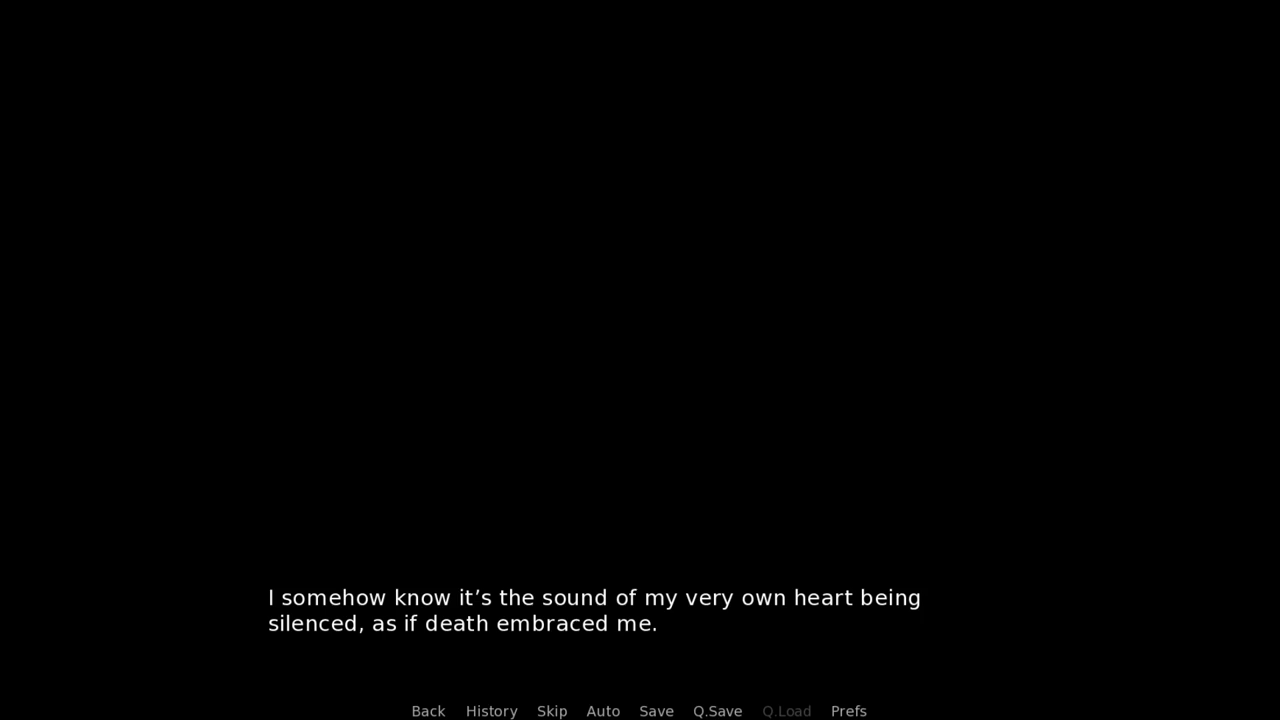 I somehow know it’s the sound of my very own heart being
silenced, as if death embraced me.
Back History Skip Auto Save Q.Save Q.Load Prefs